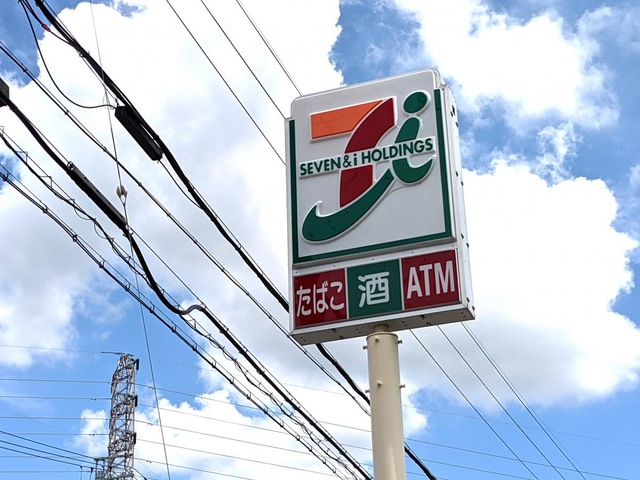 SEVEN & i HOLDINGS
たばこ 酒 ATM